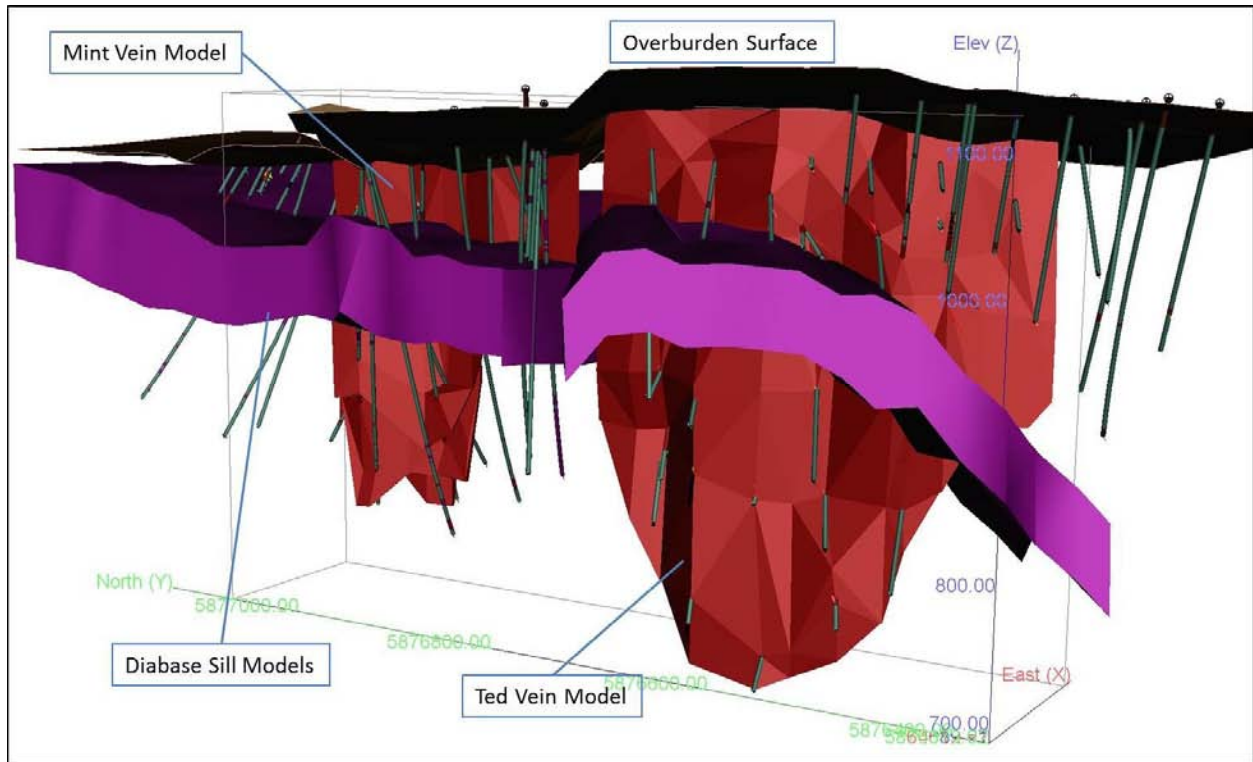 Mint Vein Model
Overburden Surface
Elev (Z)
1100.00
1000.00
800.00
North (Y)
5877000.00
5876800.00
Diabase Sill Models
Ted Vein Model
5876600.00
East (X)
700.00